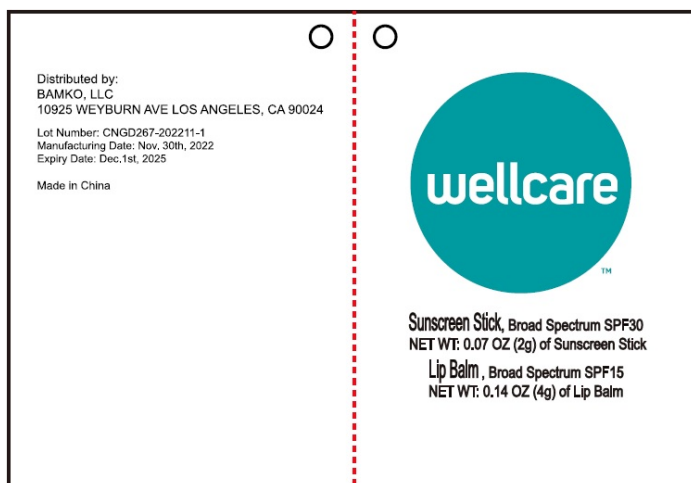 Distributed by:
BAMKO, LLC
10925 WEYBURN AVE LOS ANGELES, CA 90024
Lot Number: CNGD267-202211-1
Manufacturing Date: Nov. 30th, 2022
Expiry Date: Dec.1st, 2025
Made in China
wellcare
TM
Sunscreen Stick, Broad Spectrum SPF30
NET WT: 0.07 OZ (2g) of Sunscreen Stick
Lip Balm , Broad Spectrum SPF15
NET WT: 0.14 OZ (4g) of Lip Balm